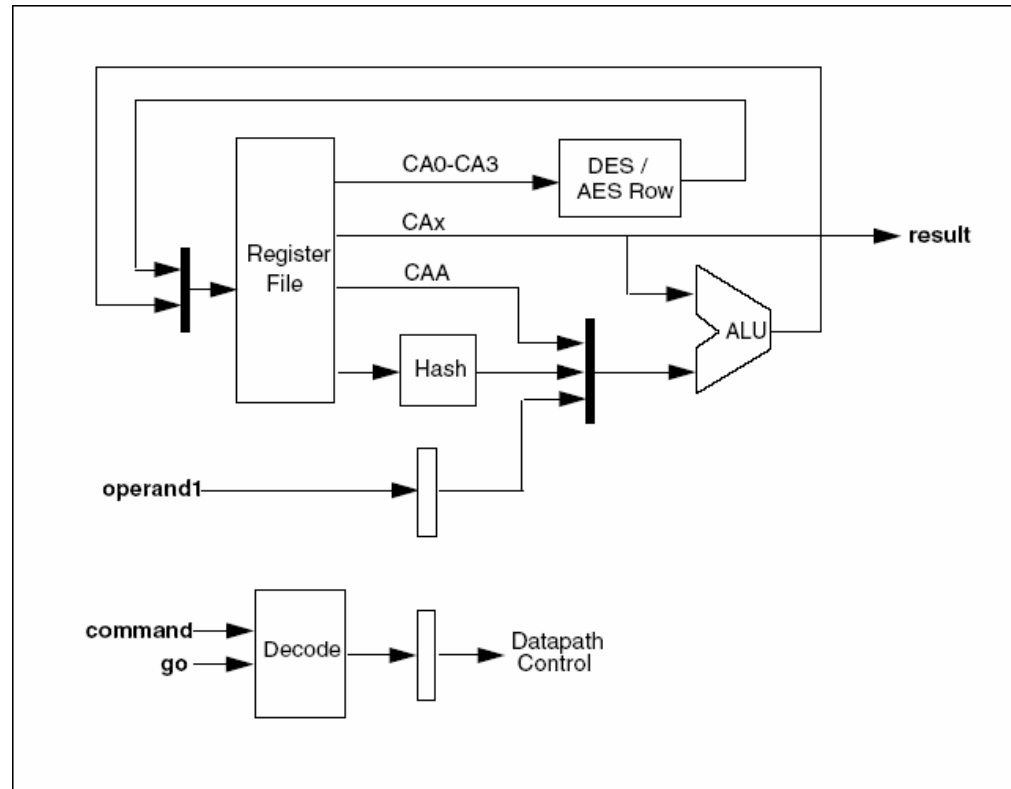 CA0-CA3
DES /
AES Row
CAx
result
Register
File
CAA
ALU
Hash
operand1
command
go
Decode
Datapath
Control